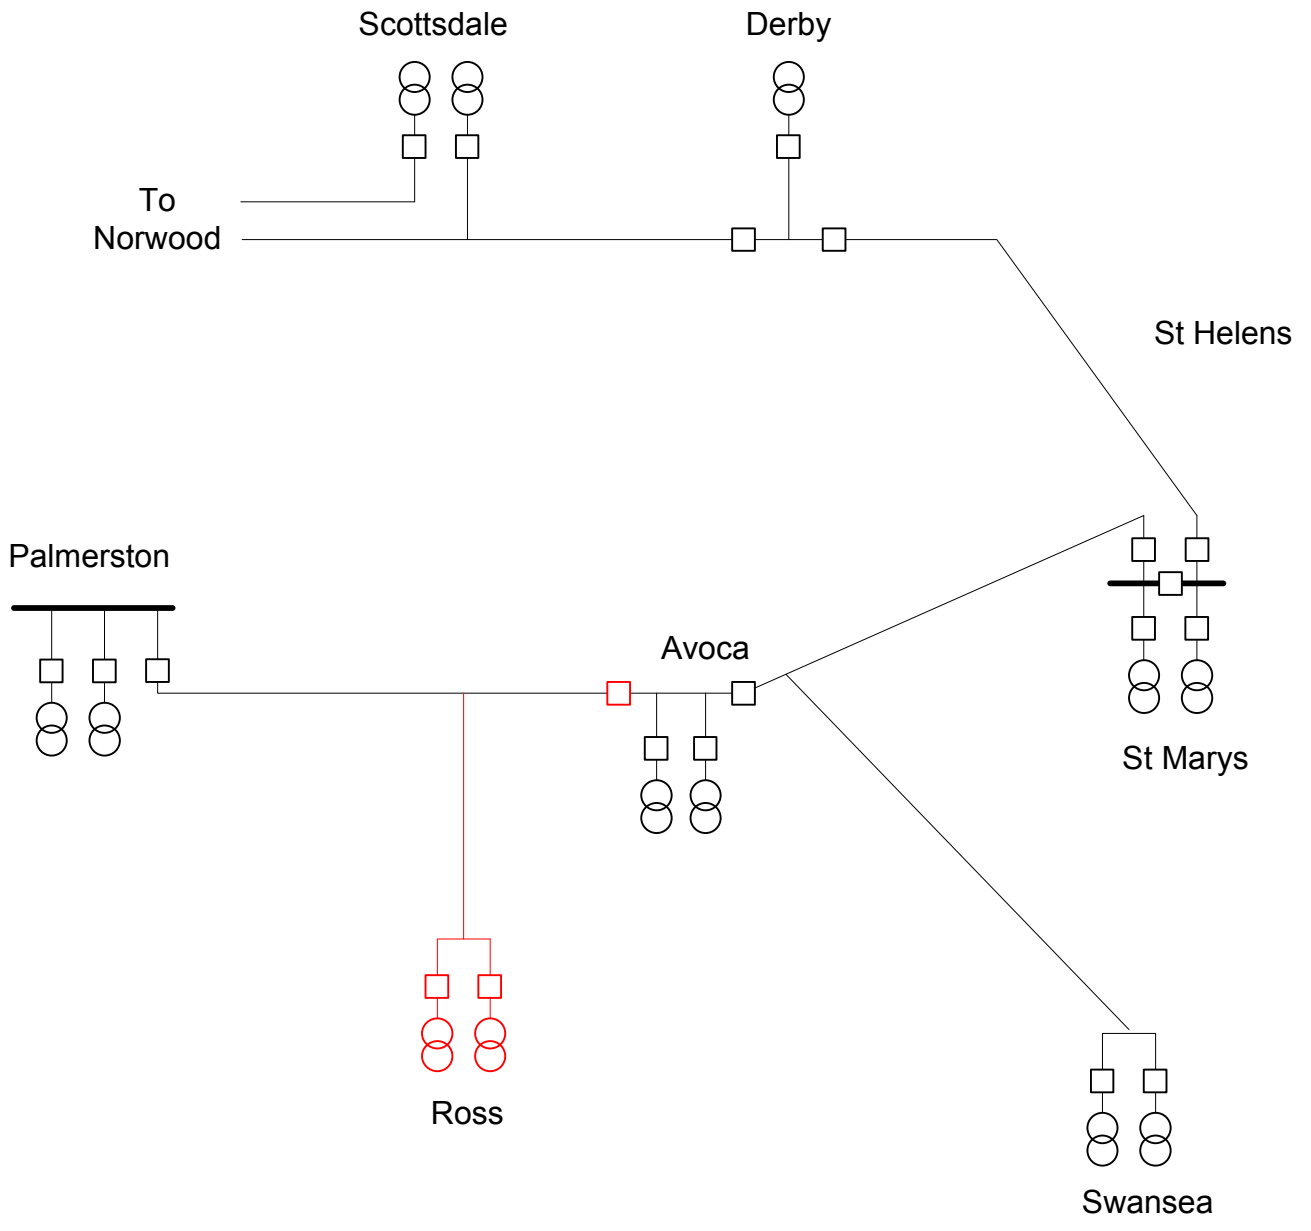 Scottsdale
Derby
To
Norwood
St Helens
Palmerston
Avoca
St Marys
Ross
Swansea